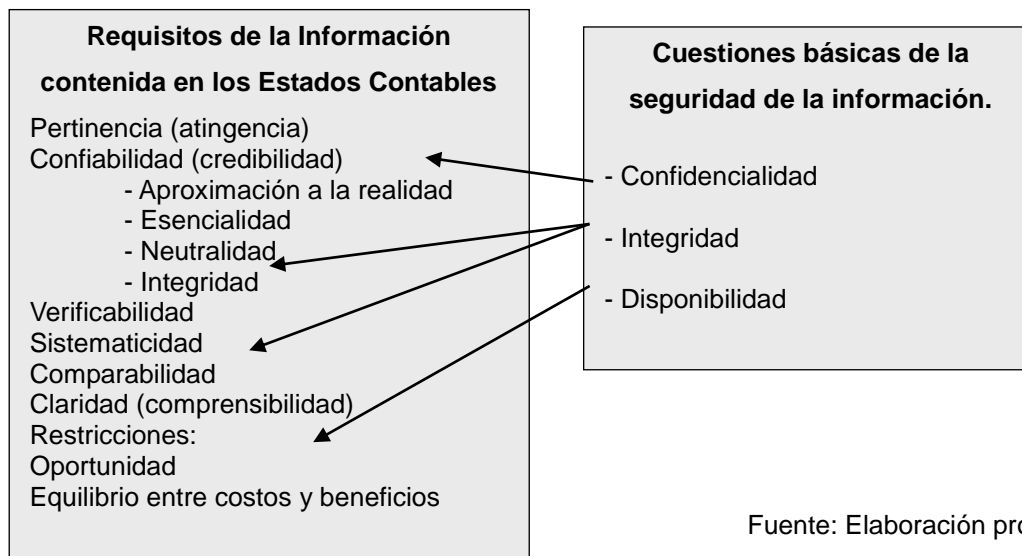 Requisitos de la Información
contenida en los Estados Contables
Pertinencia (atingencia)
Confiabilidad (credibilidad)
- Aproximación a la realidad
- Esencialidad
- Neutralidad
- Integridad
Verificabilidad
Sistematicidad
Comparabilidad
Claridad (comprensibilidad)
Restricciones:
Oportunidad
Equilibrio entre costos y beneficios
Cuestiones básicas de la
seguridad de la información.
- Confidencialidad
- Integridad
- Disponibilidad
Fuente: Elaboración pro